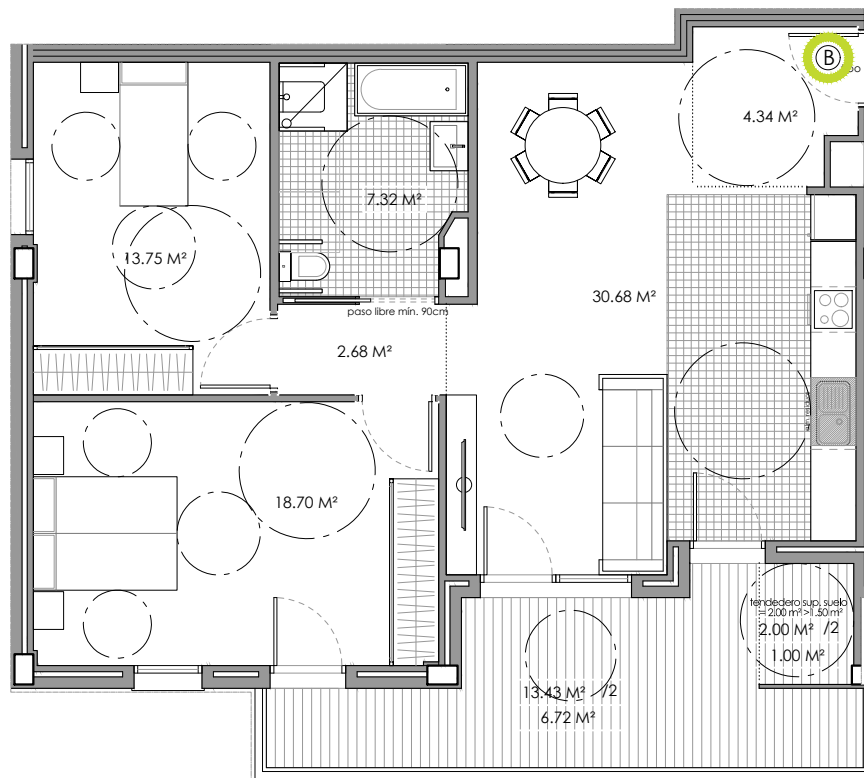 B
4.34 M²
7.32 M²
13.75 M²
30.68 M²
paso libre mín. 90cm
2.68 M²
18.70 M²
tendedero sup. suelo
= 2.00 m² > 1.50 m²
2.00 M² /2
1.00 M²
13.43 M² /2
6.72 M²